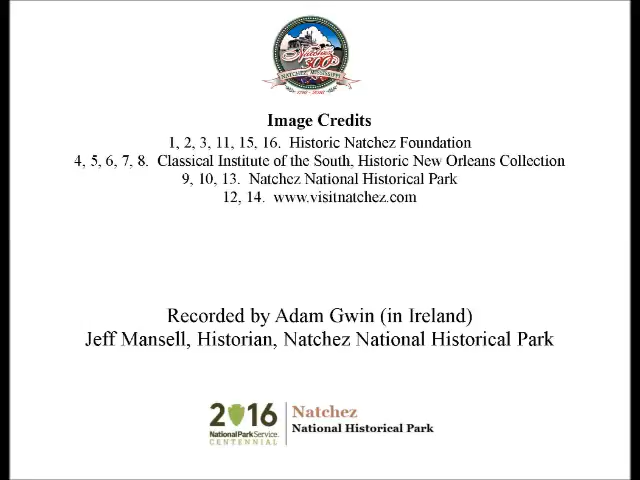 Natchez
300
NATCHEZ, MISSISSIPPI
Image Credits
1, 2, 3, 11, 15, 16. Historic Natchez Foundation
4, 5, 6, 7, 8. Classical Institute of the South, Historic New Orleans Collection
9, 10, 13. Natchez National Historical Park
12, 14. www.visitnatchez.com
Recorded by Adam Gwin (in Ireland)
Jeff Mansell, Historian, Natchez National Historical Park
2016
National Park Service
CENTENNIAL
Natchez
National Historical Park